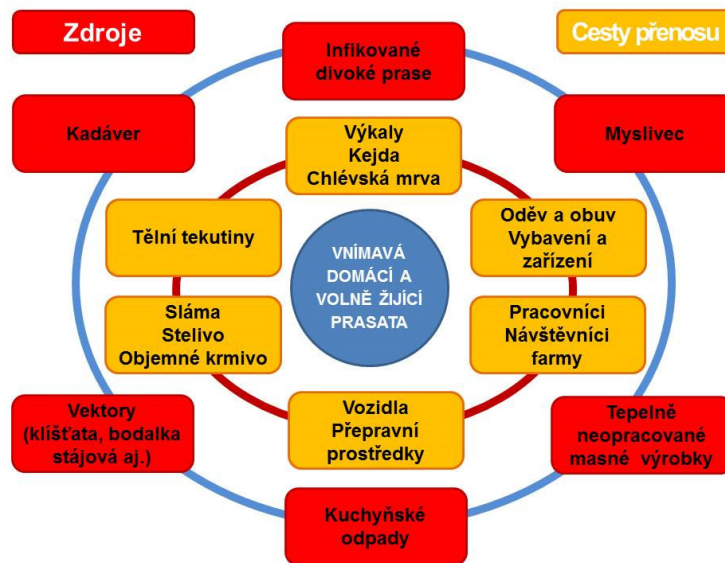 Zdroje
Cesty přenosu
Infikované
divoké prase
Kadáver
Myslivec
Výkaly
Kejda
Chlévská mrva
Tělní tekutiny
Oděv a obuv
Vybavení a
zařízení
VNÍMAVÁ
DOMÁCÍ A
VOLNĚ ŽIJÍCÍ
PRASATA
Sláma
Stelivo
Objemné krmivo
Pracovníci
Návštěvníci
farmy
Vozidla
Přepravní
prostředky
Vektory
(klíšťata, bodalka
stájová aj.)
Tepelně
neopracované
masné výrobky
Kuchyňské
odpady